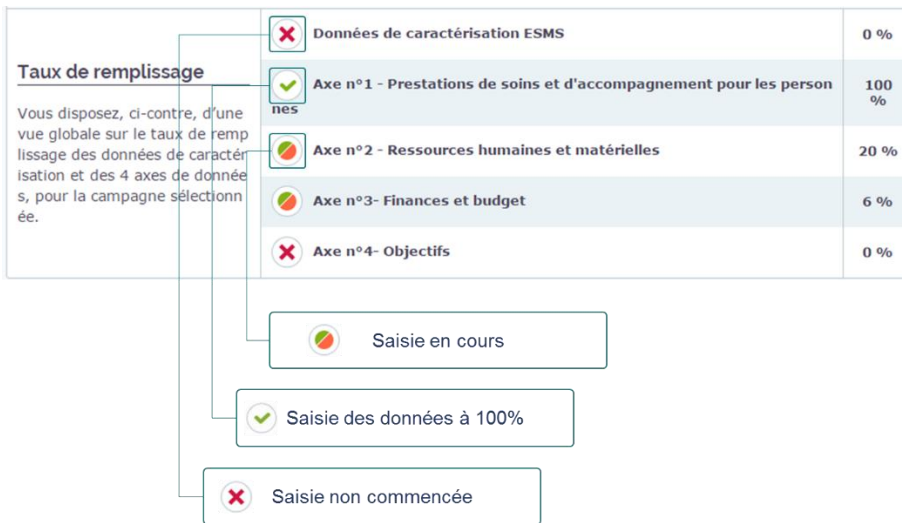 Données de caractérisation ESMS
0 %
Taux de remplissage
Vous disposez, ci-contre, d'une
vue globale sur le taux de remp
lissage des données de caractér
isation et des 4 axes de donnée
s, pour la campagne sélectionn
ée.
Axe n°1 - Prestations de soins et d'accompagnement pour les person
nes
100
%
Axe n°2 - Ressources humaines et matérielles
20 %
Axe n°3- Finances et budget
6 %
Axe n°4- Objectifs
0 %
Saisie en cours
Saisie des données à 100%
Saisie non commencée